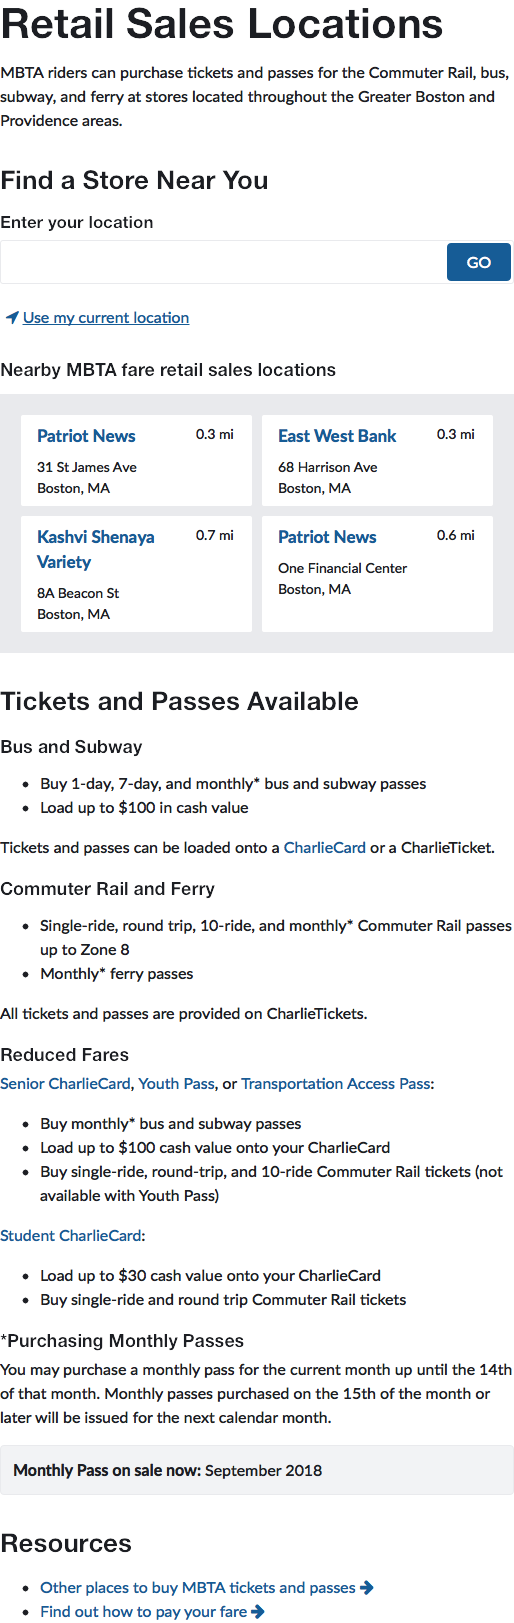 Retail Sales Locations
MBTA riders can purchase tickets and passes for the Commuter Rail, bus,
subway, and ferry at stores located throughout the Greater Boston and
Providence areas.
Find a Store Near You
Enter your location
GO
Use my current location
Nearby MBTA fare retail sales locations
Patriot News 0.3 mi
31 St James Ave
Boston, MA
East West Bank 0.3 mi
68 Harrison Ave
Boston, MA
Kashvi Shenaya 0.7 mi
Variety
8A Beacon St
Boston, MA
Patriot News 0.6 mi
One Financial Center
Boston, MA
Tickets and Passes Available
Bus and Subway
• Buy 1-day, 7-day, and monthly* bus and subway passes
• Load up to $100 in cash value
Tickets and passes can be loaded onto a CharlieCard or a CharlieTicket.
Commuter Rail and Ferry
• Single-ride, round trip, 10-ride, and monthly* Commuter Rail passes
up to Zone 8
• Monthly* ferry passes
All tickets and passes are provided on CharlieTickets.
Reduced Fares
Senior CharlieCard, Youth Pass, or Transportation Access Pass:
• Buy monthly* bus and subway passes
• Load up to $100 cash value onto your CharlieCard
• Buy single-ride, round-trip, and 10-ride Commuter Rail tickets (not
available with Youth Pass)
Student CharlieCard:
• Load up to $30 cash value onto your CharlieCard
• Buy single-ride and round trip Commuter Rail tickets
*Purchasing Monthly Passes
You may purchase a monthly pass for the current month up until the 14th
of that month. Monthly passes purchased on the 15th of the month or
later will be issued for the next calendar month.
Monthly Pass on sale now: September 2018
Resources
• Other places to buy MBTA tickets and passes
• Find out how to pay your fare